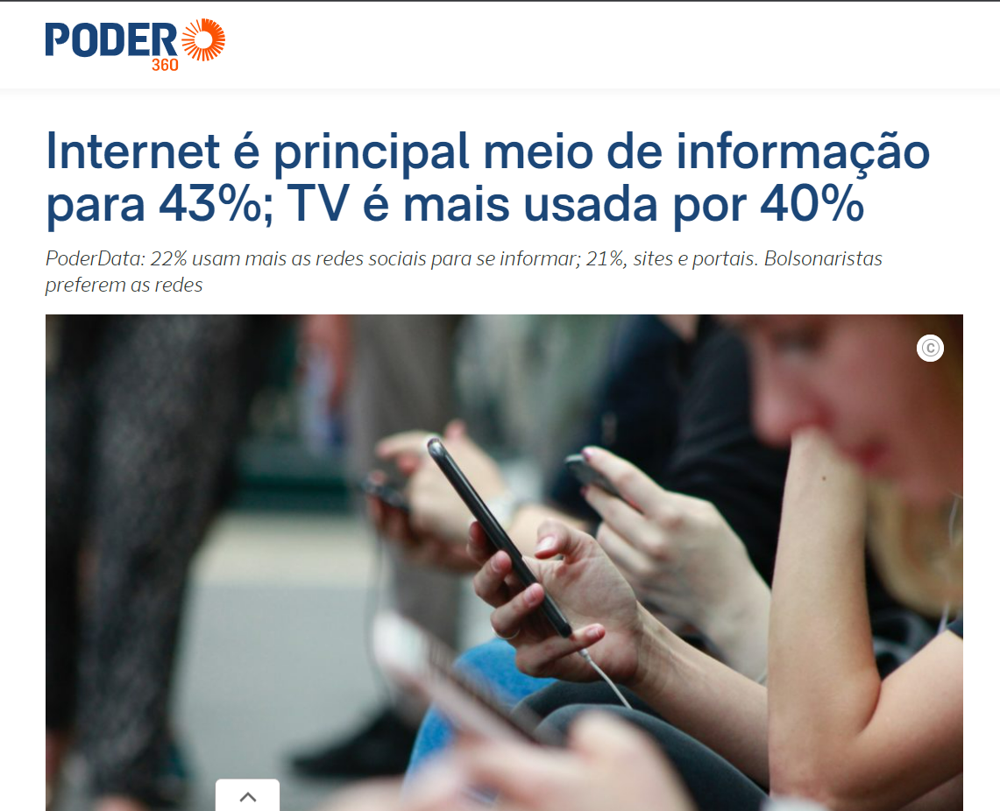 PODER
360
Internet é principal meio de informação
para 43%; TV é mais usada por 40%
PoderData: 22% usam mais as redes sociais para se informar; 21%, sites e portais. Bolsonaristas
preferem as redes
©